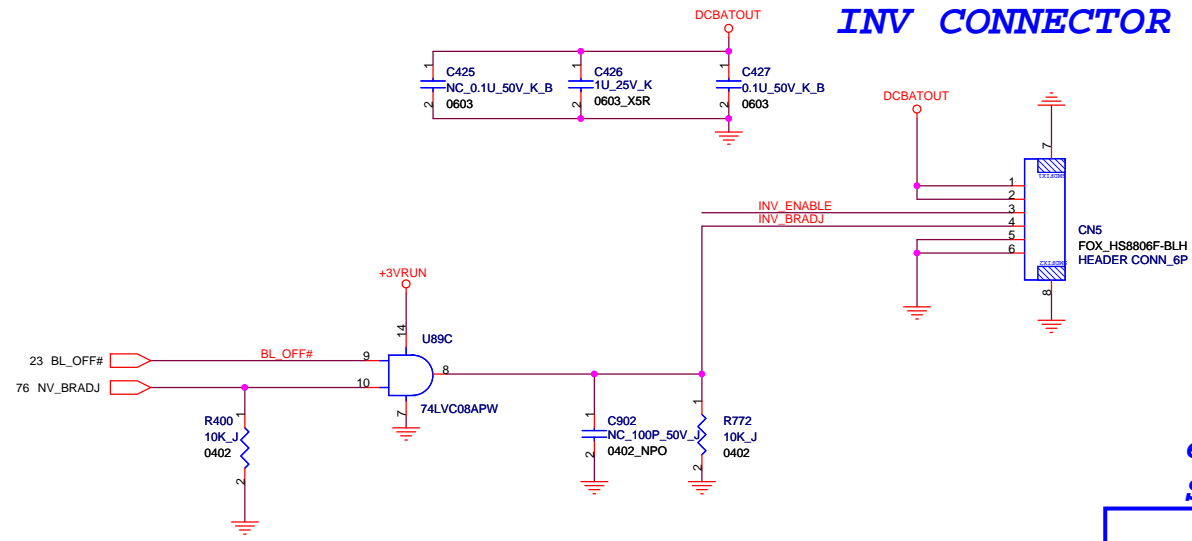 INV CONNECTOR
DCBATOUT
1
C425
NC_0.1U_50V_K_B
2
0603
1
C426
1U_25V_K
2
0603_X5R
1
C427
0.1U_50V_K_B
2
0603
DCBATOUT
7
SMDFIX1
1
2
INV_ENABLE
3
INV_BRADJ
4
5
6
CN5
FOX_HS8806F-BLH
HEADER CONN_6P
SMDFIX2
8
+3VRUN
14
U89C
23 BL_OFF#
BL_OFF#
9
8
76 NV_BRADJ
10
7
74LVC08APW
1
R400
10K_J
0402
2
1
C902
NC_100P_50V_J
2
0402_NPO
1
R772
10K_J
0402
2